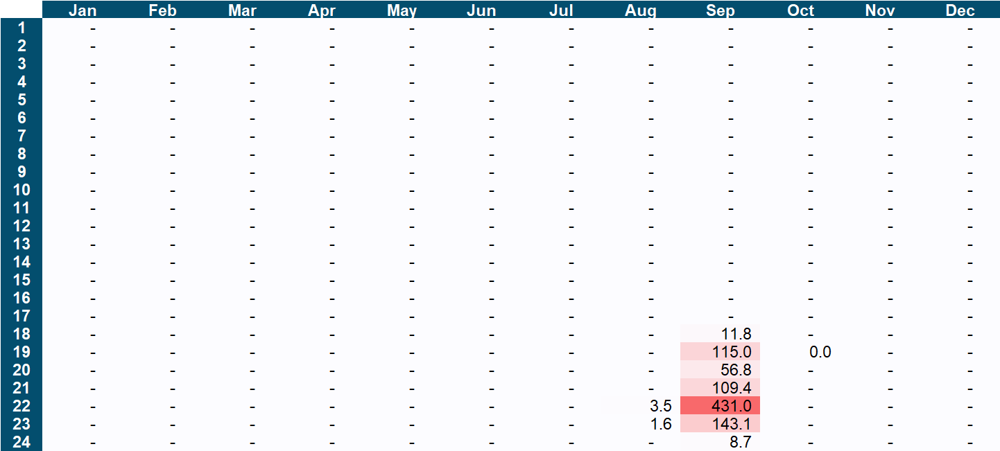 Jan Feb Mar Apr May Jun Jul Aug Sep Oct Nov Dec
1 - - - - - - - - - - - -
2 - - - - - - - - - - - -
3 - - - - - - - - - - - -
4 - - - - - - - - - - - -
5 - - - - - - - - - - - -
6 - - - - - - - - - - - -
7 - - - - - - - - - - - -
8 - - - - - - - - - - - -
9 - - - - - - - - - - - -
10 - - - - - - - - - - - -
11 - - - - - - - - - - - -
12 - - - - - - - - - - - -
13 - - - - - - - - - - - -
14 - - - - - - - - - - - -
15 - - - - - - - - - - - -
16 - - - - - - - - - - - -
17 - - - - - - - - - - - -
18 - - - - - - - - 11.8 - - -
19 - - - - - - - - 115.0 0.0 - -
20 - - - - - - - - 56.8 - - -
21 - - - - - - - - 109.4 - - -
22 - - - - - - - 3.5 431.0 - - -
23 - - - - - - - 1.6 143.1 - - -
24 - - - - - - - - 8.7 - - -